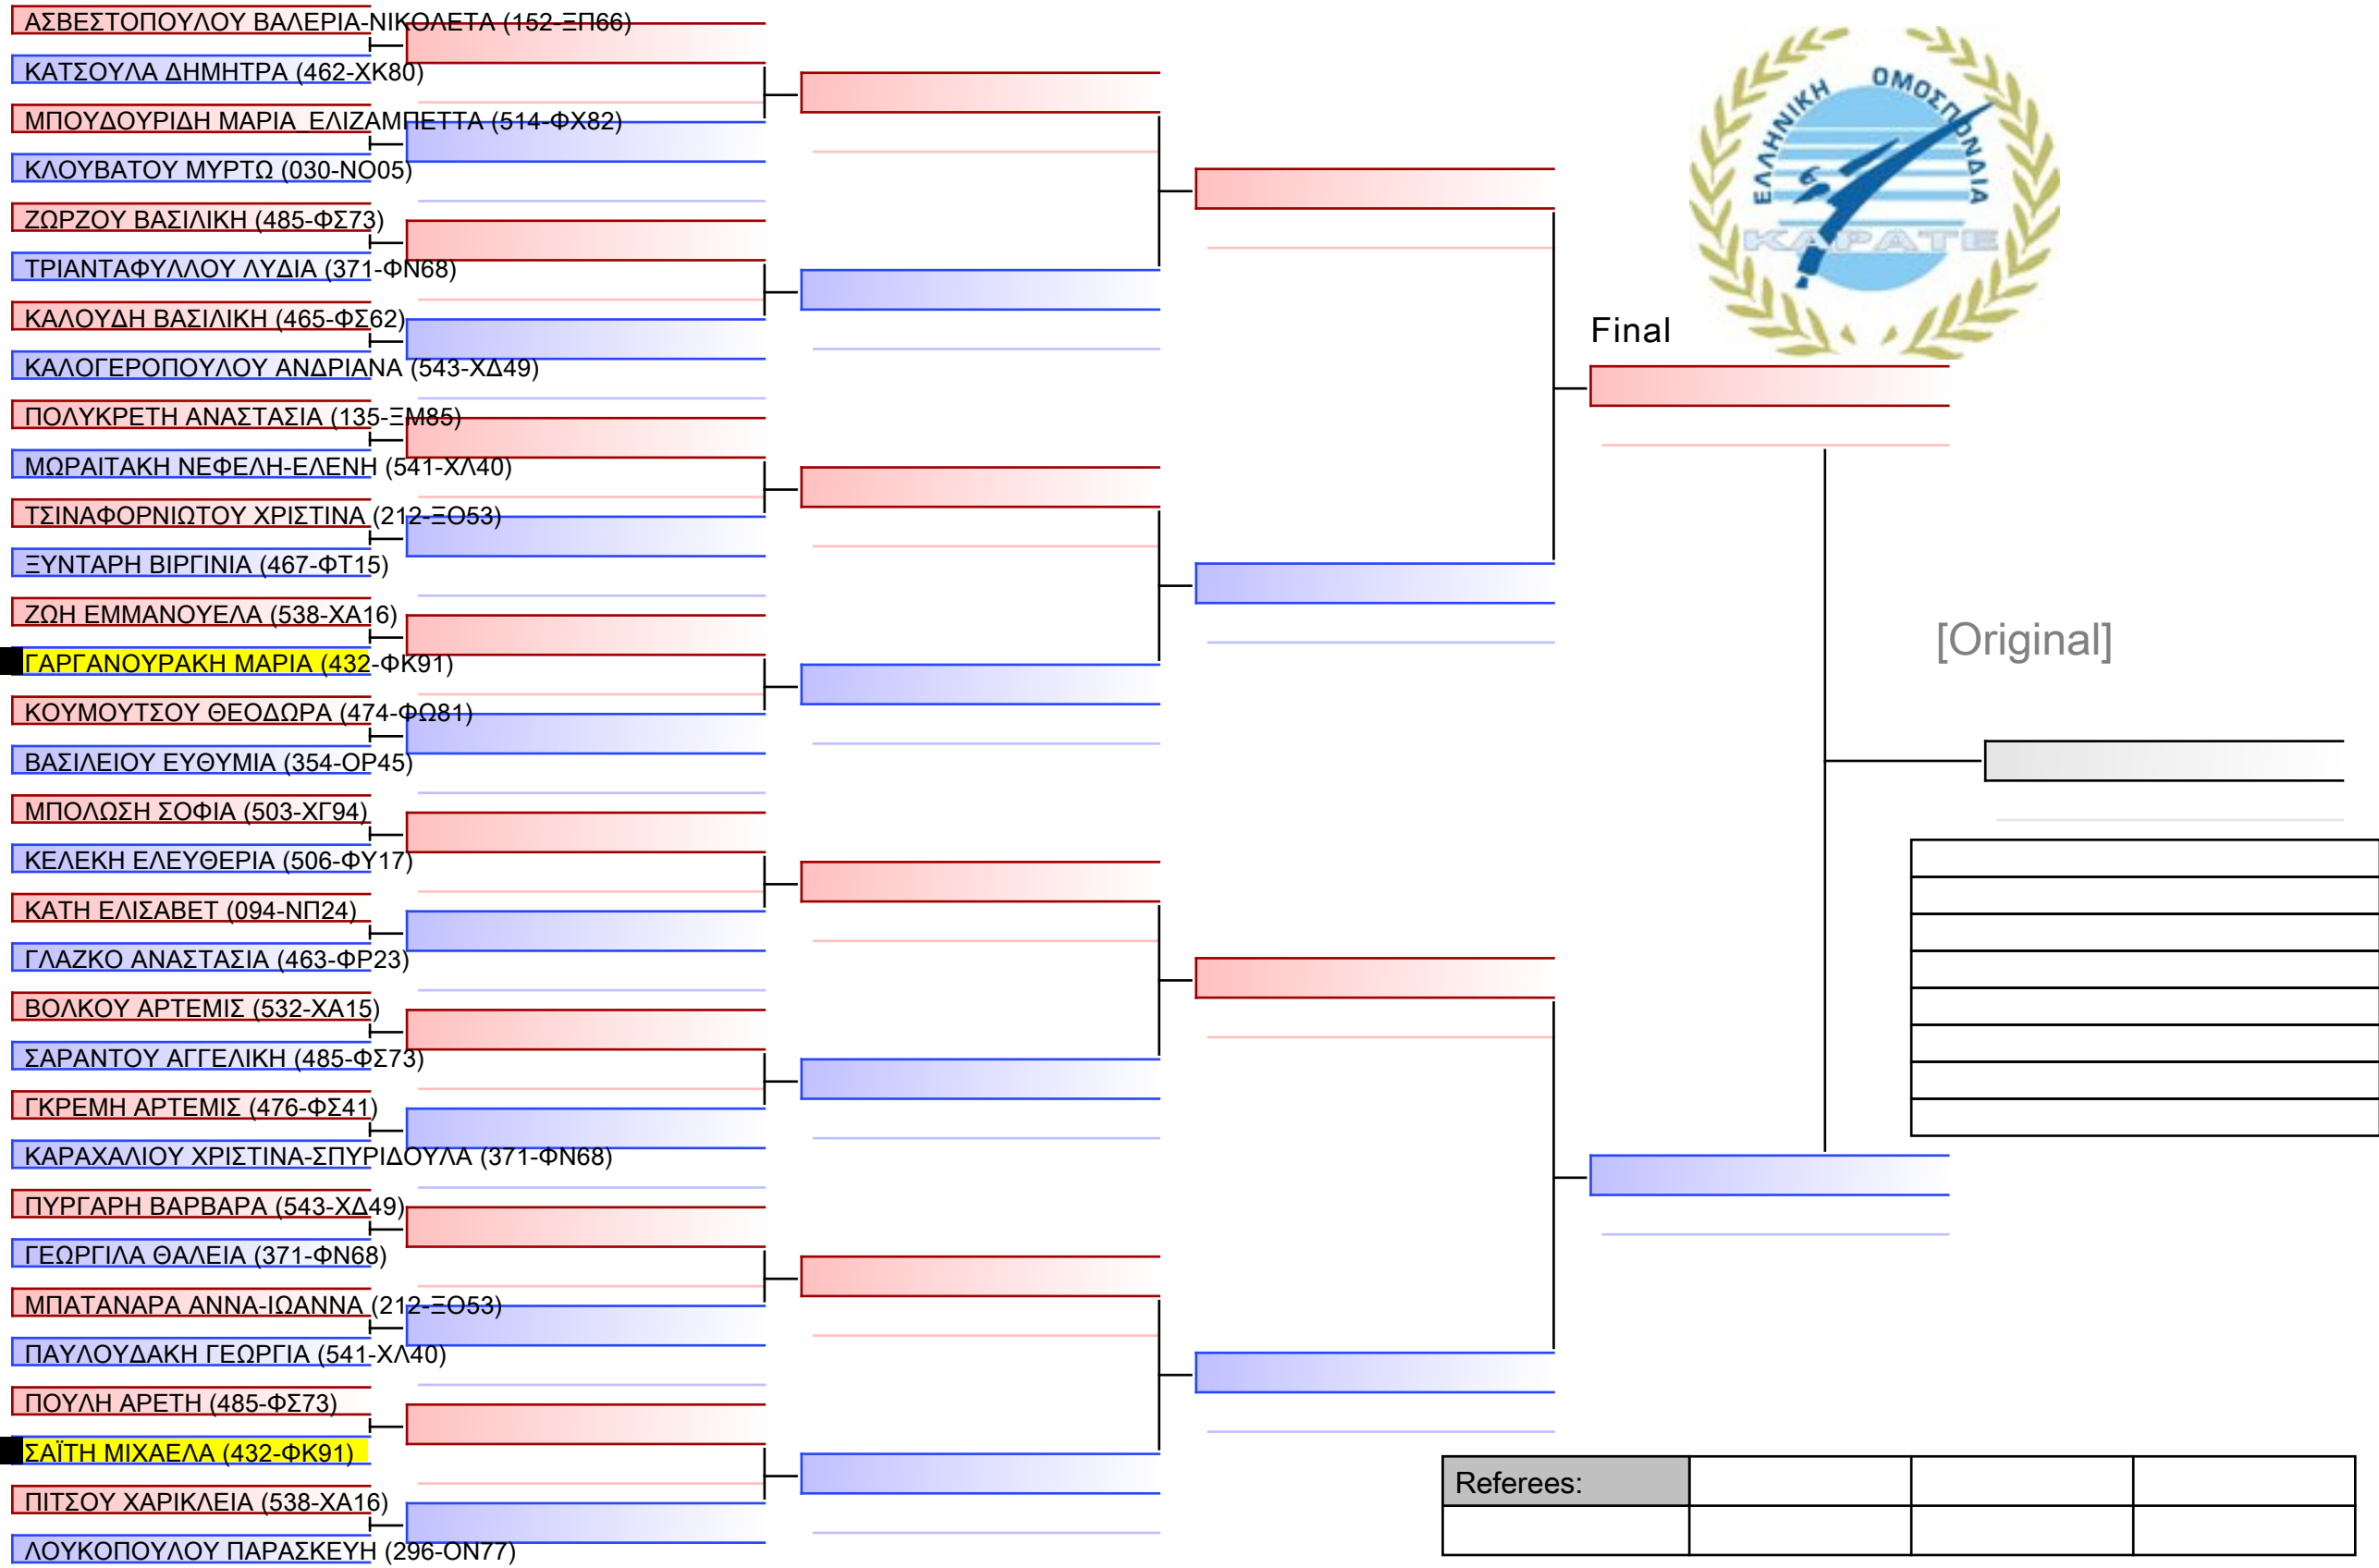 ΑΣΒΕΣΤΟΠΟΥΛΟΥ ΒΑΛΕΡΙΑ-ΝΙΚΟΛΕΤΑ (152-ΞΠ66)
ΚΑΤΣΟΥΛΑ ΔΗΜΗΤΡΑ (462-ΧΚ80)
ΜΠΟΥΔΟΥΡΙΔΗ ΜΑΡΙΑ ΕΛΙΖΑΜΠΕΤΤΑ (514-ΦΧ82)
ΚΛΟΥΒΑΤΟΥ ΜΥΡΤΩ (030-ΝΟ05)
ΖΩΡΖΟΥ ΒΑΣΙΛΙΚΗ (485-ΦΣ73)
ΤΡΙΑΝΤΑΦΥΛΛΟΥ ΛΥΔΙΑ (371-ΦΝ68)
ΚΑΛΟΥΔΗ ΒΑΣΙΛΙΚΗ (465-ΦΣ62)
ΚΑΛΟΓΕΡΟΠΟΥΛΟΥ ΑΝΔΡΙΑΝΑ (543-ΧΔ49)
ΠΟΛΥΚΡΕΤΗ ΑΝΑΣΤΑΣΙΑ (135-ΞΜ85)
ΜΩΡΑΙΤΑΚΗ ΝΕΦΕΛΗ-ΕΛΕΝΗ (541-ΧΛ40)
ΤΣΙΝΑΦΟΡΝΙΩΤΟΥ ΧΡΙΣΤΙΝΑ (212-ΞΟ53)
ΞΥΝΤΑΡΗ ΒΙΡΓΙΝΙΑ (467-ΦΤ15)
ΖΩΗ ΕΜΜΑΝΟΥΕΛΑ (538-ΧΑ16)
ΓΑΡΓΑΝΟΥΡΑΚΗ ΜΑΡΙΑ (432-ΦΚ91)
ΚΟΥΜΟΥΤΣΟΥ ΘΕΟΔΩΡΑ (474-ΦΩ81)
ΒΑΣΙΛΕΙΟΥ ΕΥΘΥΜΙΑ (354-ΟΡ45)
ΜΠΟΛΩΣΗ ΣΟΦΙΑ (503-ΧΓ94)
ΚΕΛΕΚΗ ΕΛΕΥΘΕΡΙΑ (506-ΦΥ17)
ΚΑΤΗ ΕΛΙΣΑΒΕΤ (094-ΝΠ24)
ΓΛΑΖΚΟ ΑΝΑΣΤΑΣΙΑ (463-ΦΡ23)
ΒΟΛΚΟΥ ΑΡΤΕΜΙΣ (532-ΧΑ15)
ΣΑΡΑΝΤΟΥ ΑΓΓΕΛΙΚΗ (485-ΦΣ73)
ΓΚΡΕΜΗ ΑΡΤΕΜΙΣ (476-ΦΣ41)
ΚΑΡΑΧΑΛΙΟΥ ΧΡΙΣΤΙΝΑ-ΣΠΥΡΙΔΟΥΛΑ (371-ΦΝ68)
ΠΥΡΓΑΡΗ ΒΑΡΒΑΡΑ (543-ΧΔ49)
ΓΕΩΡΓΙΛΑ ΘΑΛΕΙΑ (371-ΦΝ68)
ΜΠΑΤΑΝΑΡΑ ΑΝΝΑ-ΙΩΑΝΝΑ (212-ΞΟ53)
ΠΑΥΛΟΥΔΑΚΗ ΓΕΩΡΓΙΑ (541-ΧΛ40)
ΠΟΥΛΗ ΑΡΕΤΗ (485-ΦΣ73)
ΣΑΪΤΗ ΜΙΧΑΕΛΑ (432-ΦΚ91)
ΠΙΤΣΟΥ ΧΑΡΙΚΛΕΙΑ (538-ΧΑ16)
ΛΟΥΚΟΠΟΥΛΟΥ ΠΑΡΑΣΚΕΥΗ (296-ΟΝ77)
ΕΛΛΗΝΙΚΗ ΟΜΟΣΠΟΝΔΙΑ
ΚΑΡΑΤΕ
Final
[Original]
Referees: